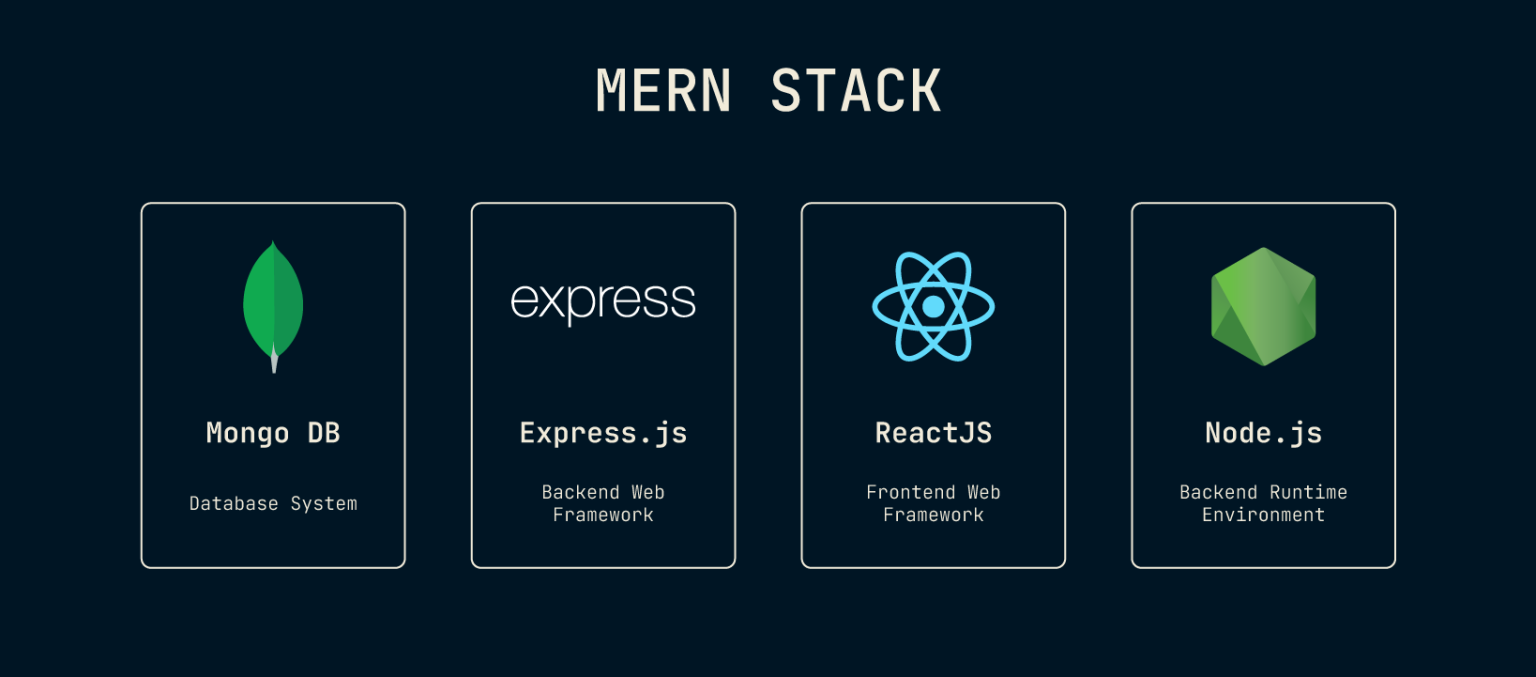 MERN STACK
express
Mongo DB
Database System
Express.js
Backend Web
Framework
ReactJS
Frontend Web
Framework
Node.js
Backend Runtime
Environment